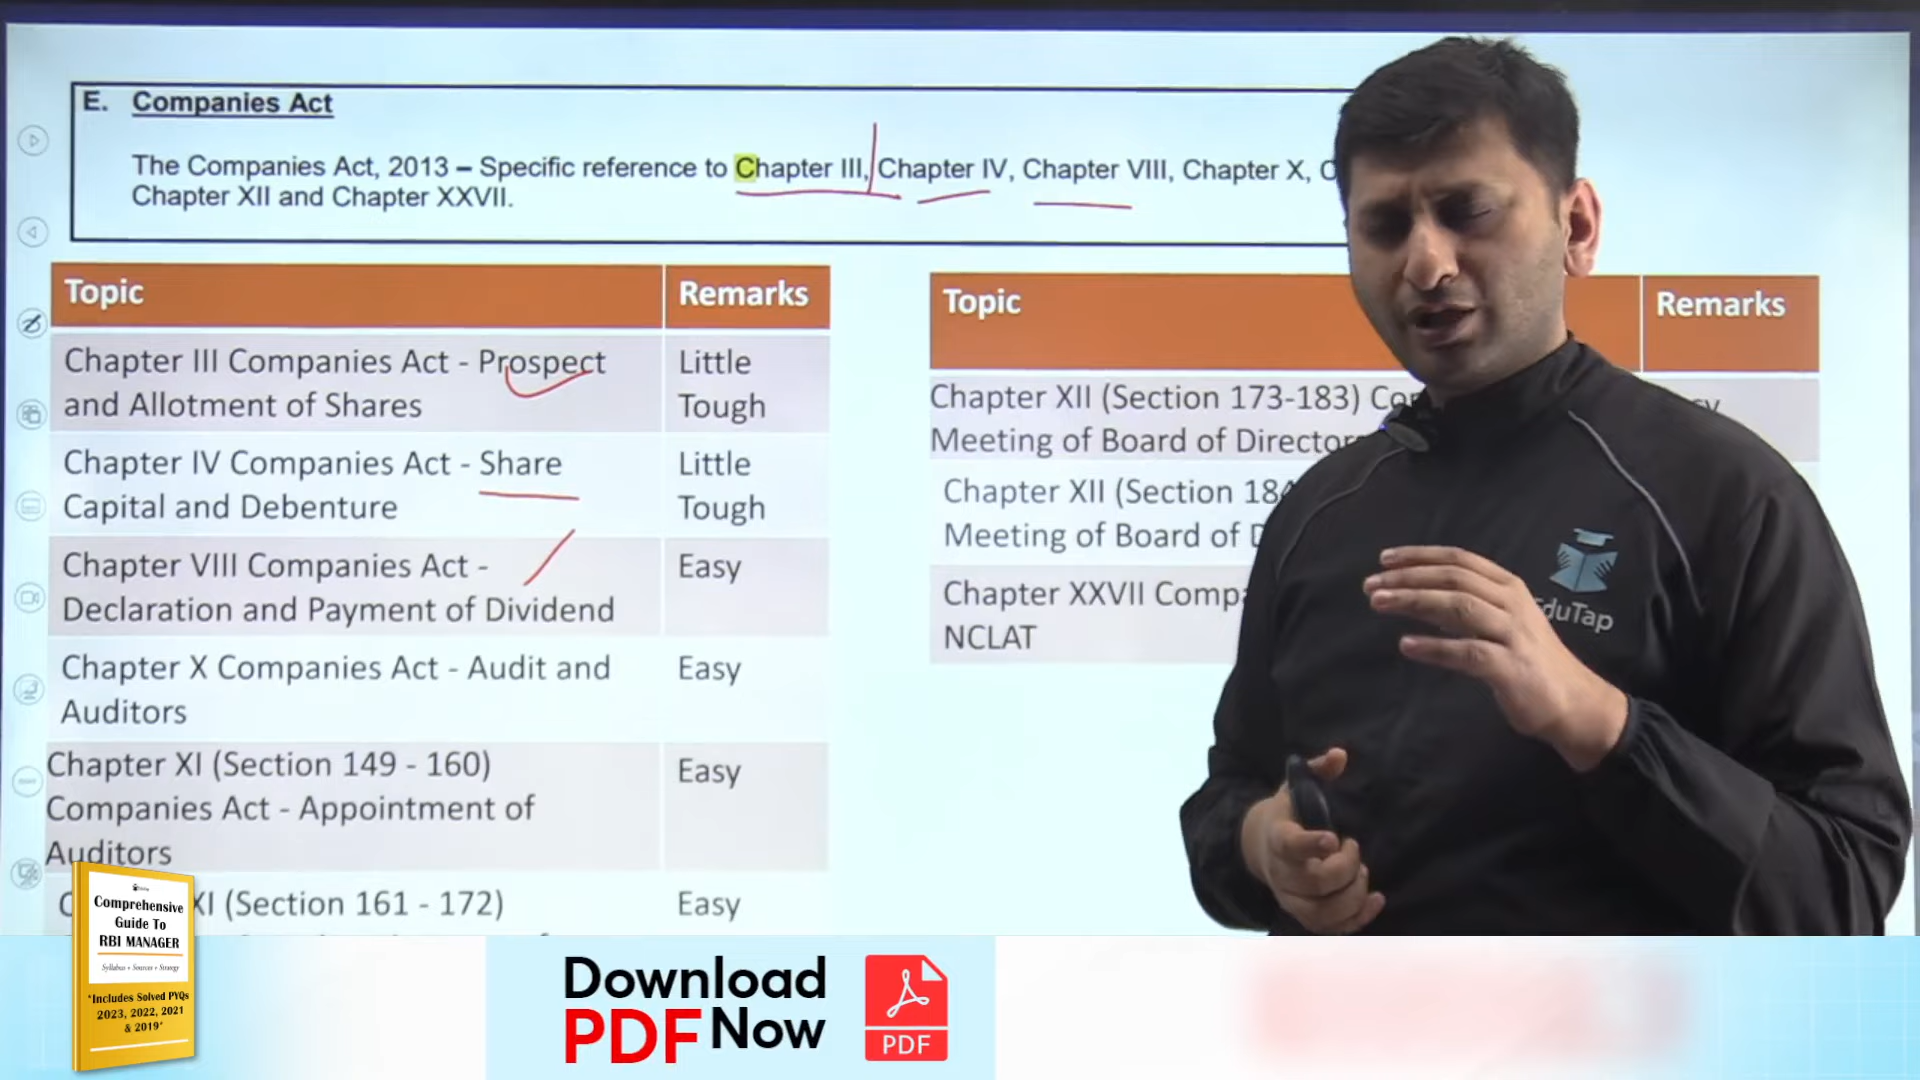 E. Companies Act
The Companies Act, 2013 – Specific reference to Chapter III, Chapter IV, Chapter VIII, Chapter X,
Chapter XII and Chapter XXVII.
Topic Remarks
Chapter III Companies Act - Prospect
and Allotment of Shares
Little
Tough
Chapter IV Companies Act - Share
Capital and Debenture
Little
Tough
Chapter VIII Companies Act -
Declaration and Payment of Dividend
Easy
Chapter X Companies Act - Audit and
Auditors
Easy
Chapter XI (Section 149 - 160)
Companies Act - Appointment of
Auditors
Easy
XI (Section 161 - 172)
Easy
Topic Remarks
Chapter XII (Section 173-183)
Meeting of Board of
Chapter XII (Section
Meeting of Board of
Chapter XXVII
NCLAT
EduTap
Comprehensive
Guide To
RBI MANAGER
Syllabus + Sources + Strategy
*Includes Solved PYQs
2023, 2022, 2021
& 2019*
Download
PDF Now
PDF